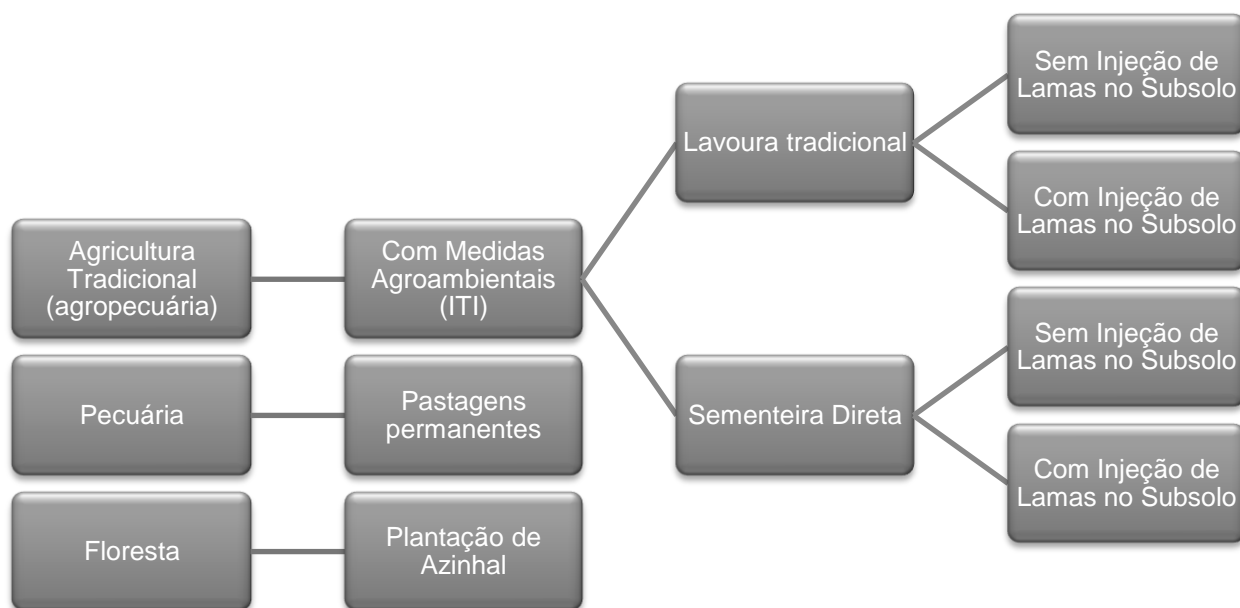 Sem Injeção de
Lamas no Subsolo
Lavoura tradicional
Com Injeção de
Lamas no Subsolo
Agricultura
Tradicional
(agropecuária)
Com Medidas
Agroambientais
(ITI)
Sem Injeção de
Lamas no Subsolo
Pecuária
Pastagens
permanentes
Sementeira Direta
Com Injeção de
Lamas no Subsolo
Floresta
Plantação de
Azinhal